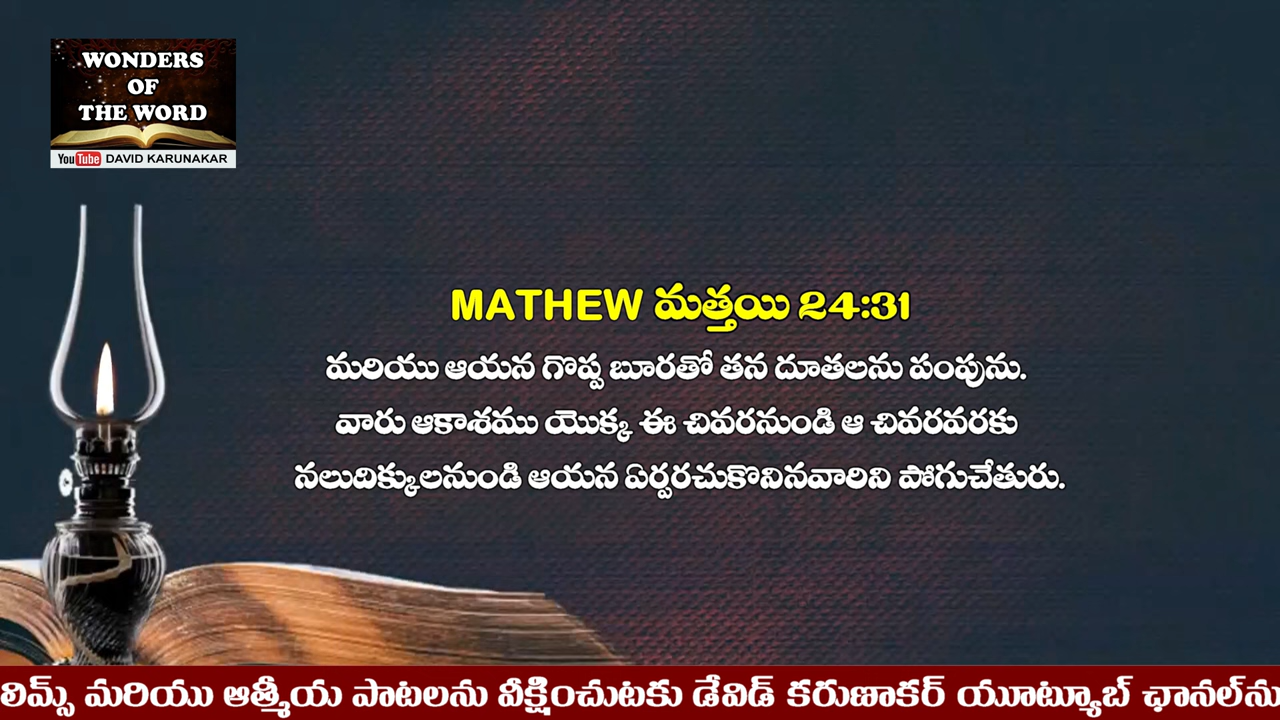 WONDERS
OF
THE WORD
YouTube DAVID KARUNAKAR
MATHEW మత్తయి 24:31
మరియు ఆయన గొప్ప బూరతో తన దూతలను పంపును.
వారు ఆకాశము యొక్క ఈ చివరనుండి ఆ చివరవరకు
నలుదిక్కులనుండి ఆయన ఏర్పరచుకొనినవారిని పోగుచేతురు.
లిమ్స్ మరియు ఆత్మీయ పాటలను వీక్షించుటకు డేవిడ్ కరుణాకర్ యూట్యూబ్ ఛానల్‌ను